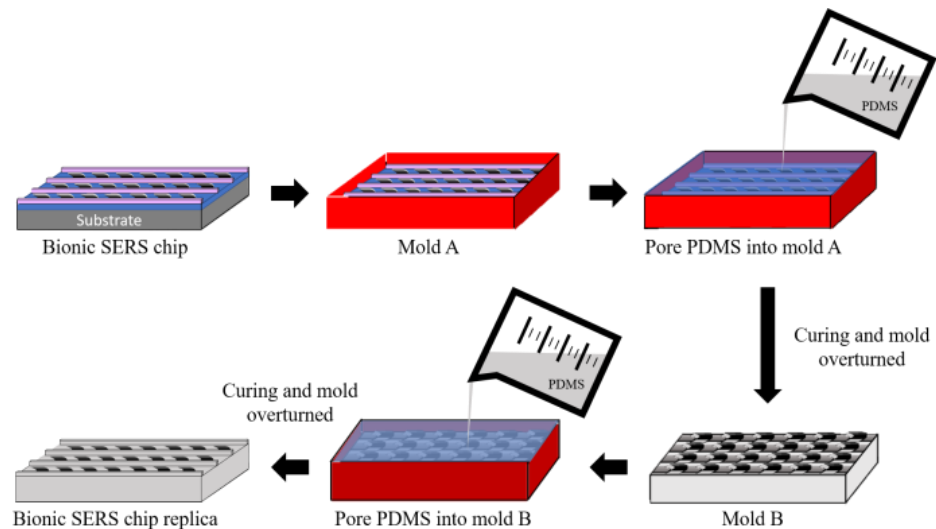 PDMS
Substrate
Bionic SERS chip
Mold A
Pore PDMS into mold A
Curing and mold
overturned
PDMS
Curing and mold
overturned
Bionic SERS chip replica
Pore PDMS into mold B
Mold B